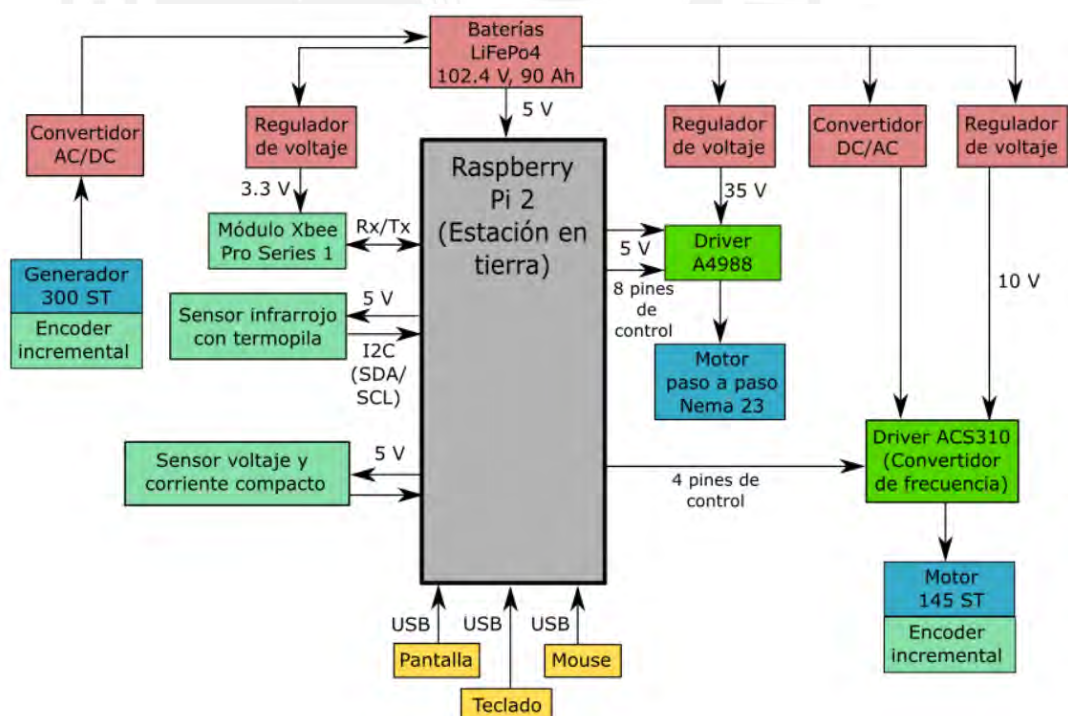 Baterías
LiFePo4
102.4 V, 90 Ah
5 V
Convertidor
AC/DC
Regulador
de voltaje
Regulador
de voltaje
Convertidor
DC/AC
Regulador
de voltaje
3.3 V
35 V
Raspberry
Pi 2
(Estación en
tierra)
Módulo Xbee
Pro Series 1
Rx/Tx
5 V
Driver
A4988
Generador
300 ST
Encoder
incremental
10 V
8 pines
de
control
5 V
Sensor infrarrojo
con termopila
I2C
(SDA/
SCL)
Motor
paso a paso
Nema 23
Sensor voltaje y
corriente compacto
5 V
4 pines de
control
Driver ACS310
(Convertidor
de frecuencia)
Motor
145 ST
Encoder
incremental
USB
USB
USB
Pantalla
Mouse
Teclado